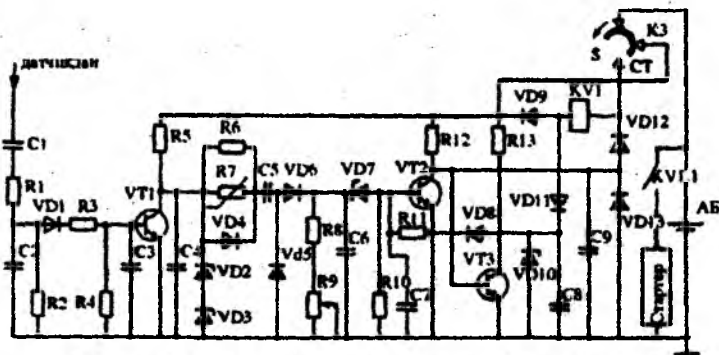 датчикдаи
КЗ
S
СТ
C1
R5
R6
VD9
KV1
R12
R13
VD12
R1
VT1
R7
C5
VD6
VD7
VT2
KV1.1
VD1
R3
VD4
R8
R11
VD8
VD11
VD13
АБ
C2
C3
C4
VD2
Vd5
C6
VT3
VD10
C9
R2
R4
VD3
R9
R10
C7
C8
Стартер